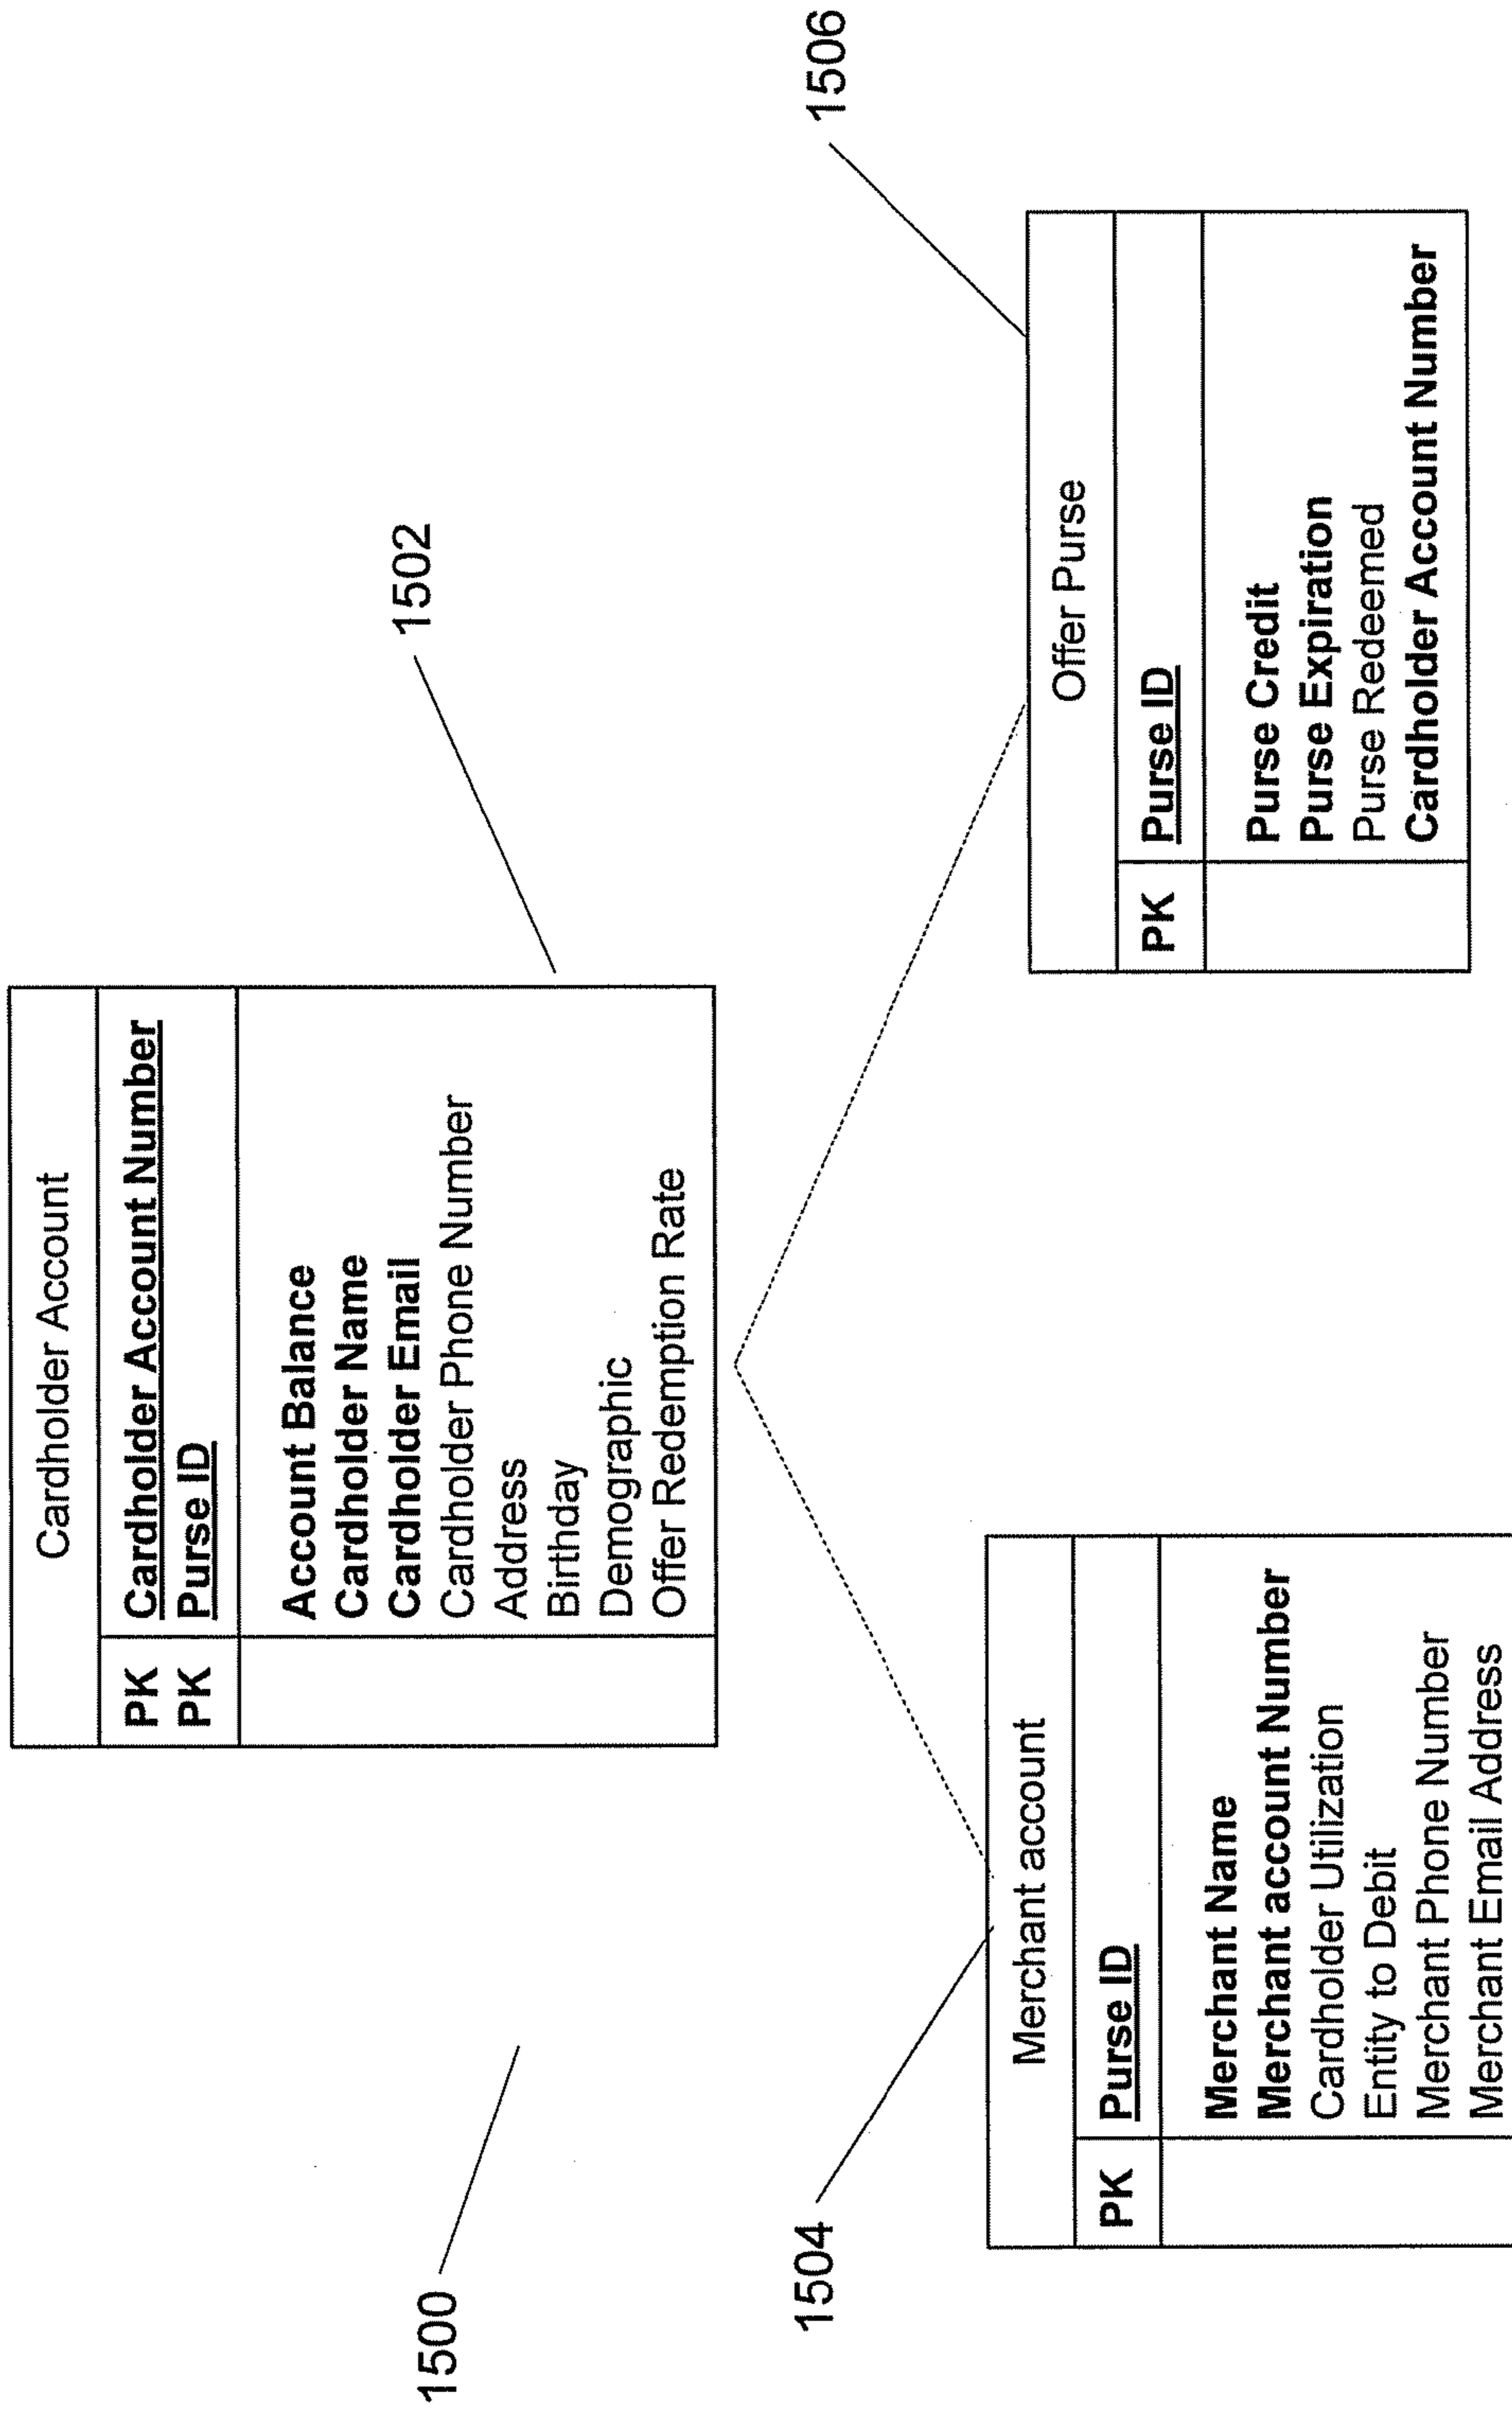 1500
Cardholder Account
PK Cardholder Account Number
PK Purse ID
Account Balance
Cardholder Name
Cardholder Email
Cardholder Phone Number
Address
Birthday
Demographic
Offer Redemption Rate
1502
1504
Merchant account
PK Purse ID
Merchant Name
Merchant account Number
Cardholder Utilization
Entity to Debit
Merchant Phone Number
Merchant Email Address
1506
Offer Purse
PK Purse ID
Purse Credit
Purse Expiration
Purse Redeemed
Cardholder Account Number